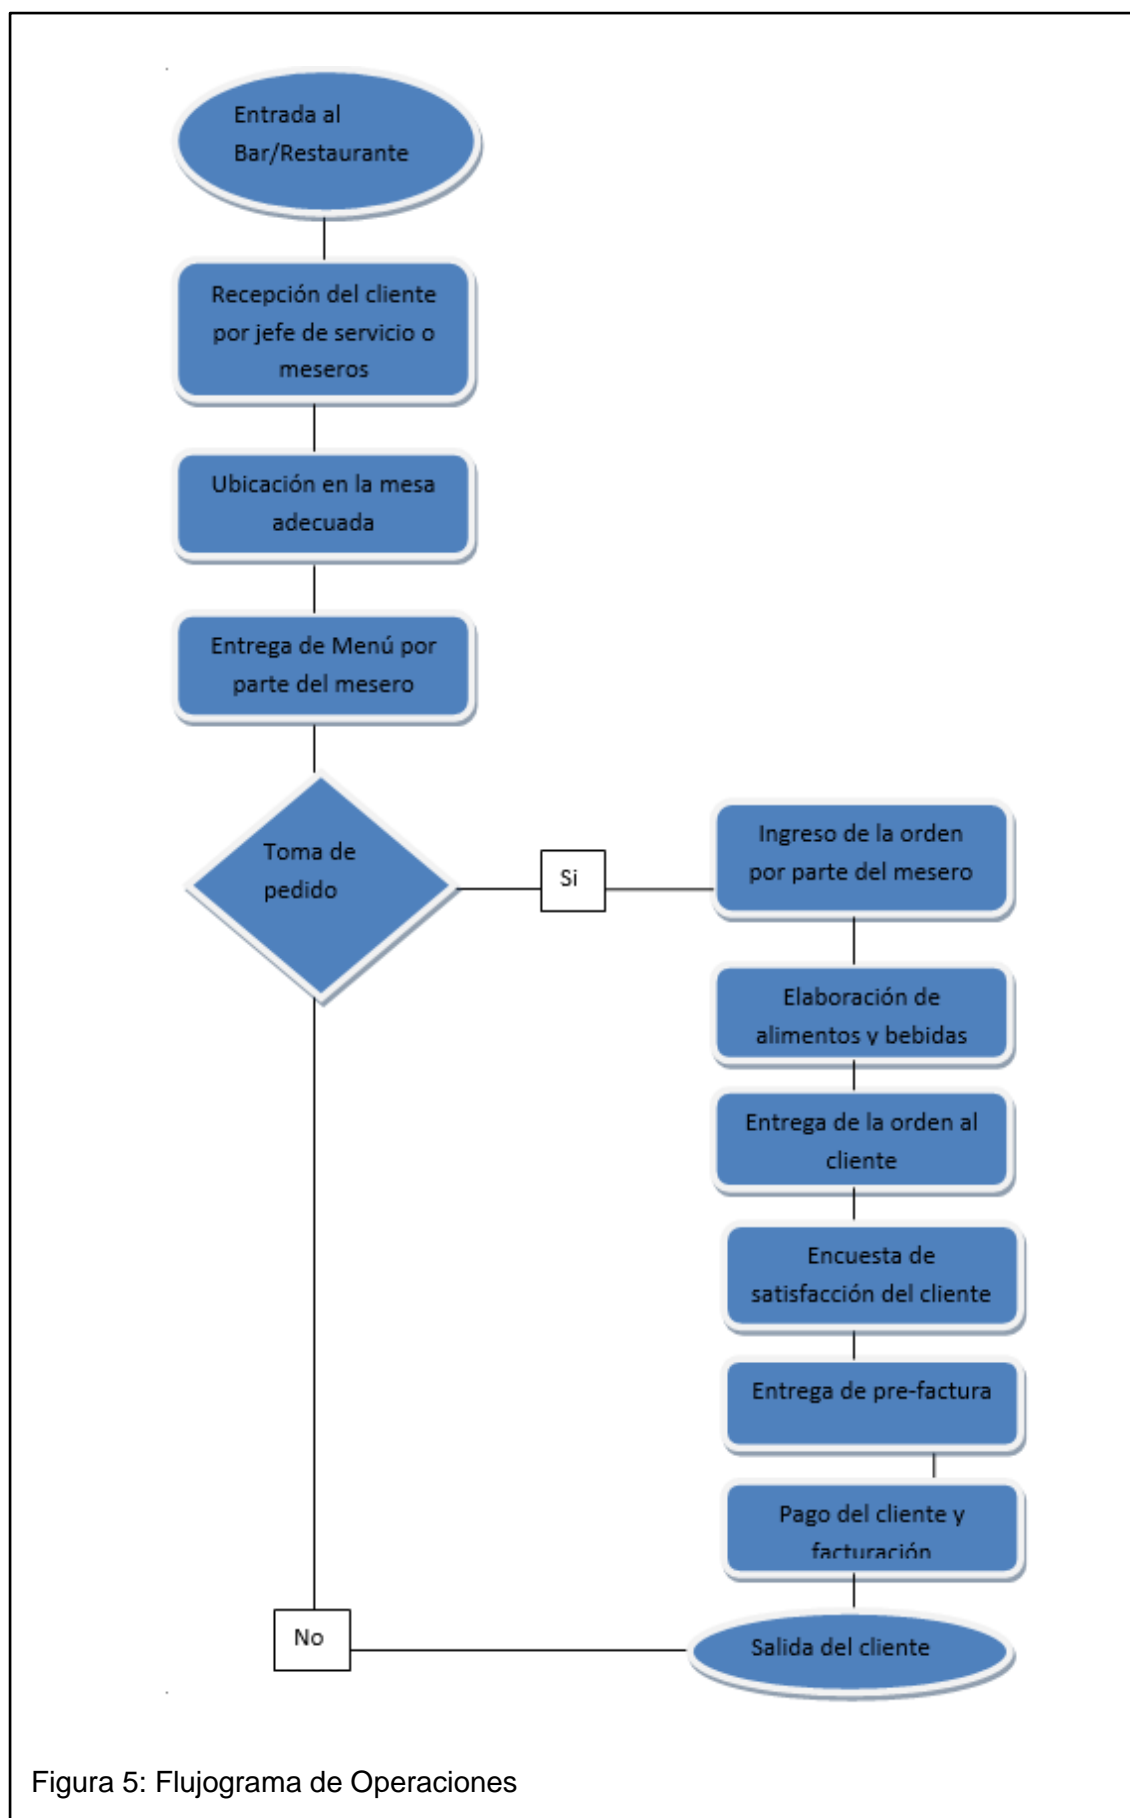 Entrada al
Bar/Restaurante
Recepción del cliente
por jefe de servicio o
meseros
Ubicación en la mesa
adecuada
Entrega de Menú por
parte del mesero
Toma de
pedido
Si
Ingreso de la orden
por parte del mesero
Elaboración de
alimentos y bebidas
Entrega de la orden al
cliente
Encuesta de
satisfacción del cliente
Entrega de pre-factura
Pago del cliente y
facturación
No
Salida del cliente
Figura 5: Flujograma de Operaciones